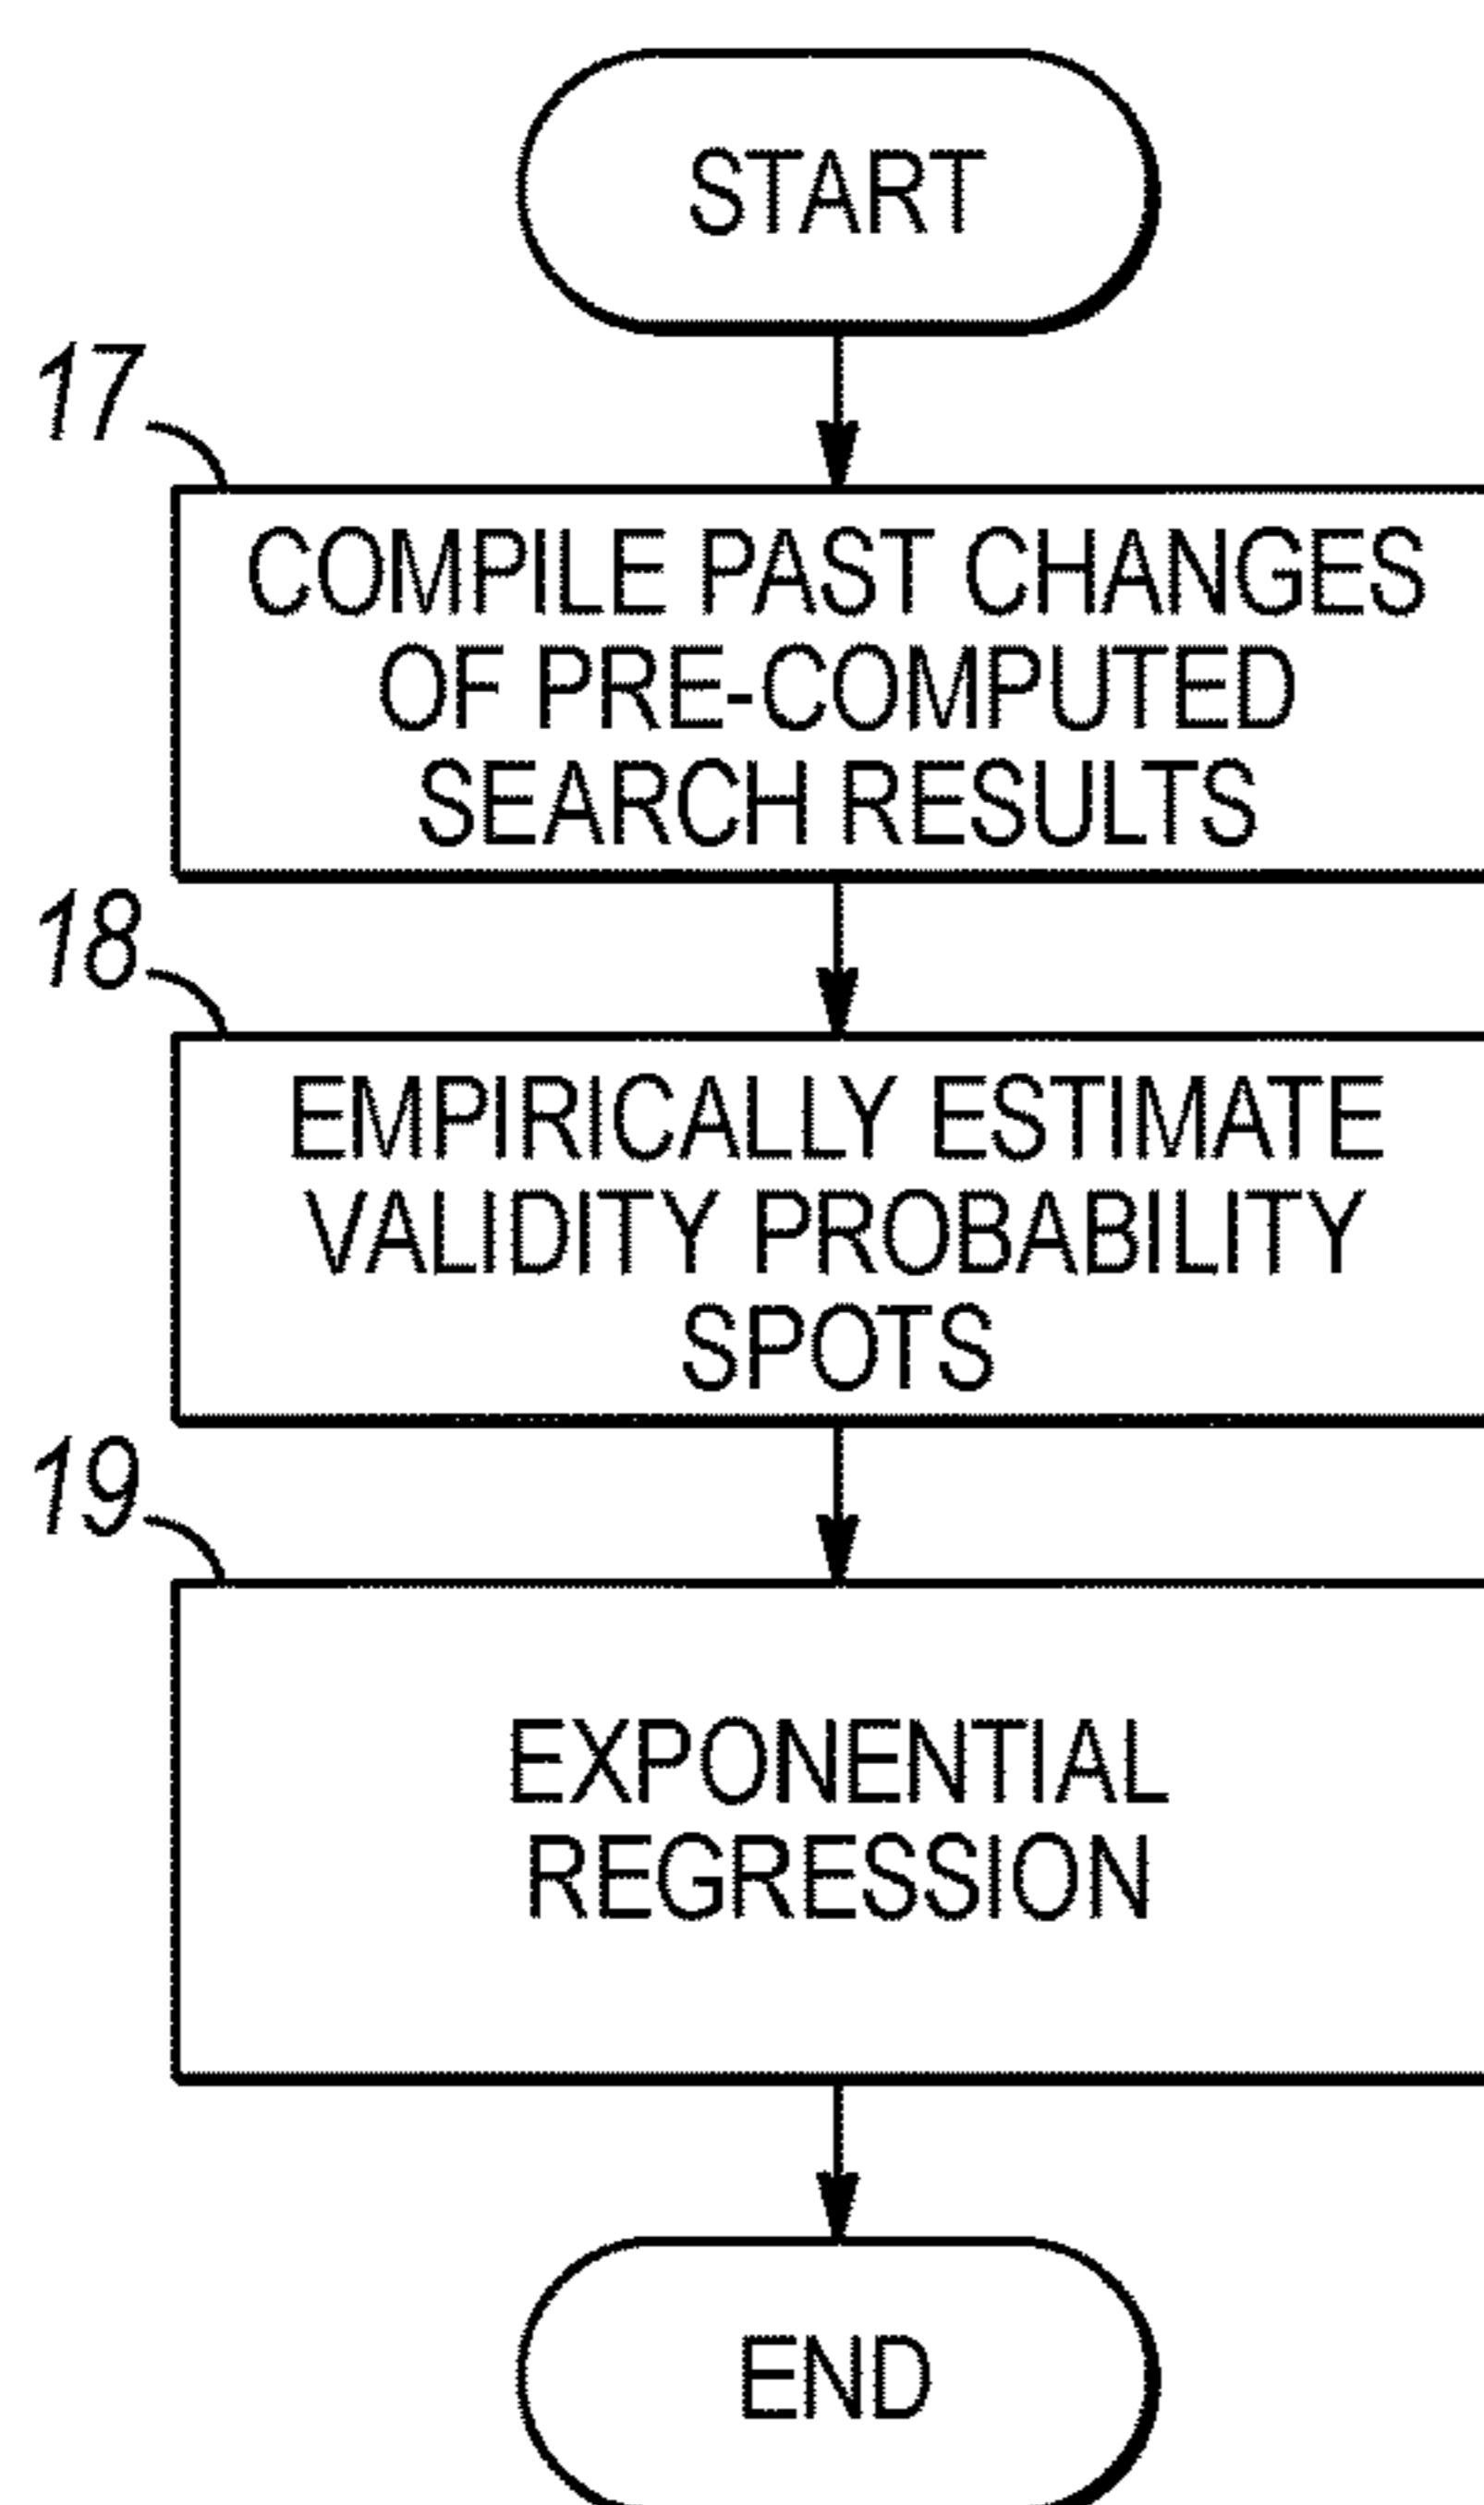 START
17
COMPILE PAST CHANGES
OF PRE-COMPUTED
SEARCH RESULTS
18
EMPIRICALLY ESTIMATE
VALIDITY PROBABILITY
SPOTS
19
EXPONENTIAL
REGRESSION
END